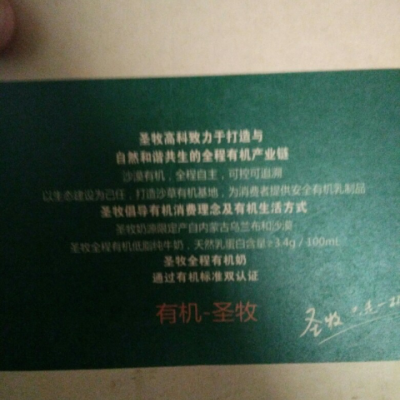 圣牧高科致力于打造与
自然和谐共生的全程有机产业链
沙漠有机，全程自主，可控可追溯
以生态建设为己任，打造沙草有机基地，为消费者提供安全有机乳制品
圣牧倡导有机消费理念及有机生活方式
圣牧奶源限定产自内蒙古乌兰布和沙漠
圣牧全程有机低脂纯牛奶，天然乳蛋白含量≥3.4g / 100mL
圣牧全程有机奶
通过有机标准双认证
有机-圣牧
圣牧